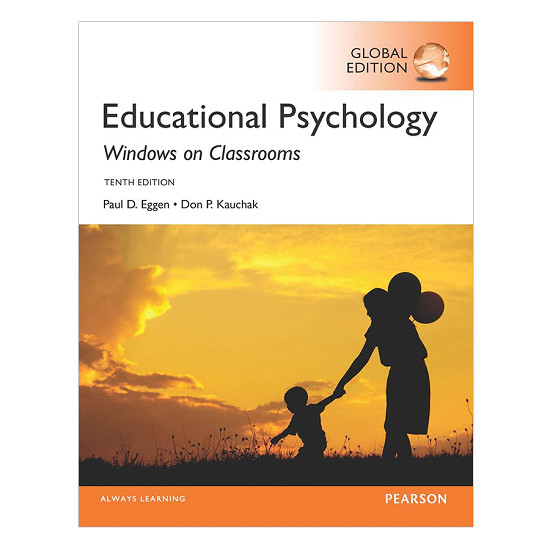 GLOBAL
EDITION
Educational Psychology
Windows on Classrooms
TENTH EDITION
Paul D. Eggen • Don P. Kauchak
ALWAYS LEARNING
PEARSON